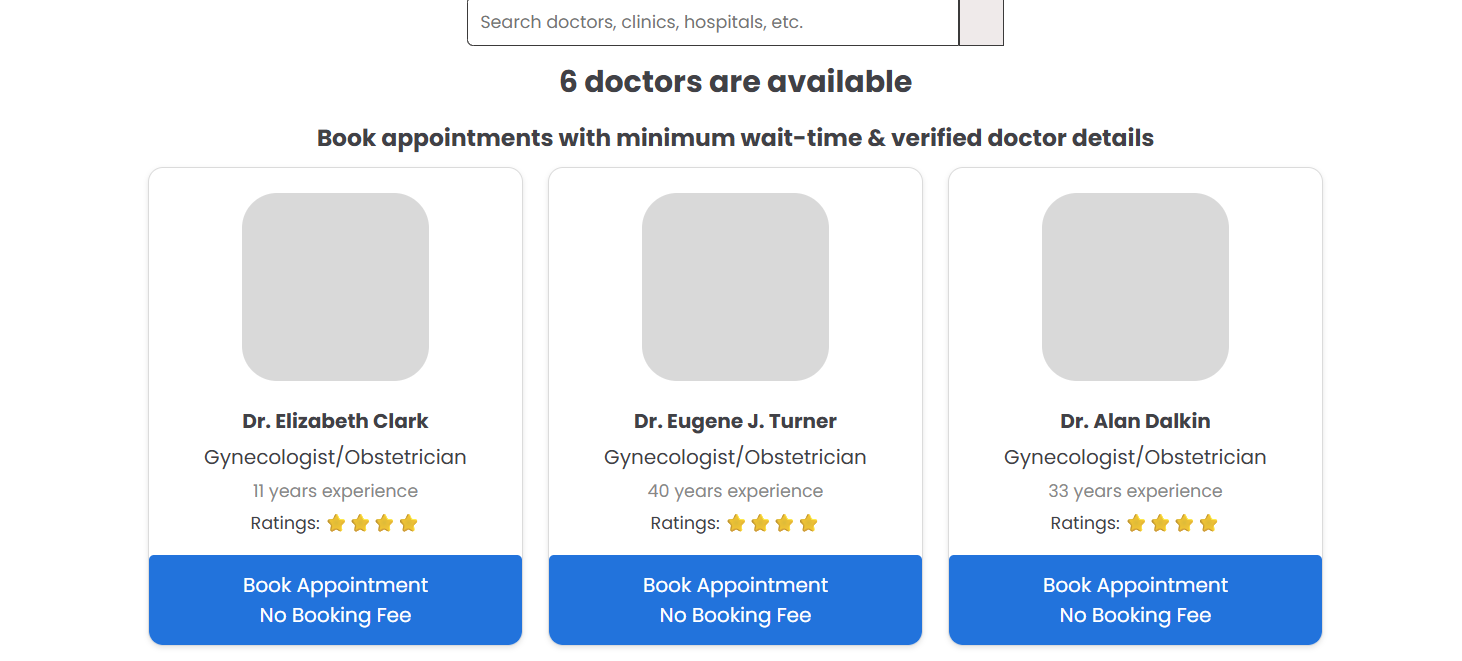 Search doctors, clinics, hospitals, etc.
6 doctors are available
Book appointments with minimum wait-time & verified doctor details
Dr. Elizabeth Clark
Gynecologist/Obstetrician
11 years experience
Ratings: ⭐⭐⭐⭐
Book Appointment
No Booking Fee
Dr. Eugene J. Turner
Gynecologist/Obstetrician
40 years experience
Ratings: ⭐⭐⭐⭐
Book Appointment
No Booking Fee
Dr. Alan Dalkin
Gynecologist/Obstetrician
33 years experience
Ratings: ⭐⭐⭐⭐
Book Appointment
No Booking Fee